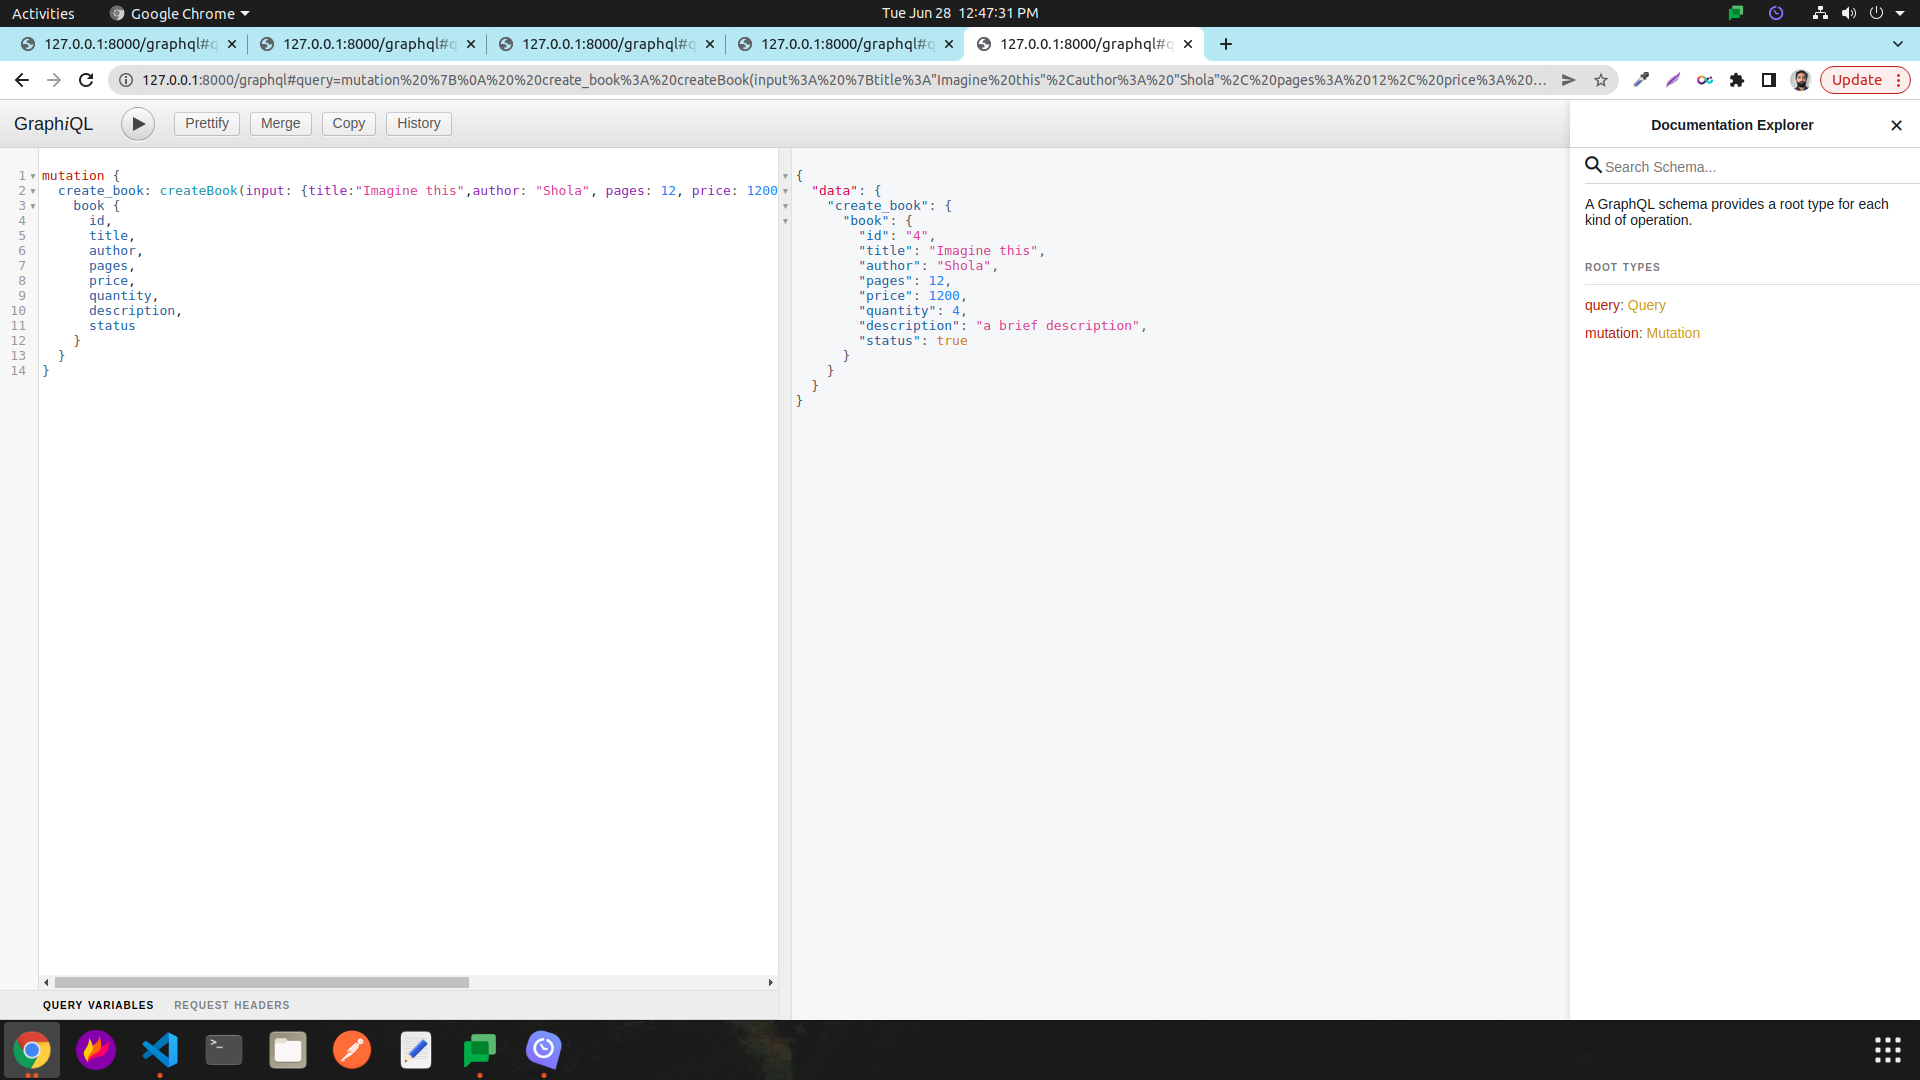 Activities
Google Chrome
Tue Jun 28 12:47:31 PM
127.0.0.1:8000/graphql#q
127.0.0.1:8000/graphql#q
127.0.0.1:8000/graphql#q
127.0.0.1:8000/graphql#q
127.0.0.1:8000/graphql#q
127.0.0.1:8000/graphql#query=mutation%20%7B%0A%20%20create_book%3A%20createBook(input%3A%20%7Btitle%3A"Imagine%20this"%2Cauthor%3A%20"Shola"%2C%20pages%3A%2012%2C%20price%3A%20...
Update
GraphiQL
Prettify
Merge
Copy
History
1 mutation {
2 create_book: createBook(input: {title:"Imagine this",author: "Shola", pages: 12, price: 1200
3 book {
4 id,
5 title,
6 author,
7 pages,
8 price,
9 quantity,
10 description,
11 status
12 }
13 }
14 }
QUERY VARIABLES
REQUEST HEADERS
{
"data": {
"create_book": {
"book": {
"id": "4",
"title": "Imagine this",
"author": "Shola",
"pages": 12,
"price": 1200,
"quantity": 4,
"description": "a brief description",
"status": true
}
}
}
}
Documentation Explorer
Search Schema...
A GraphQL schema provides a root type for each
kind of operation.
ROOT TYPES
query: Query
mutation: Mutation